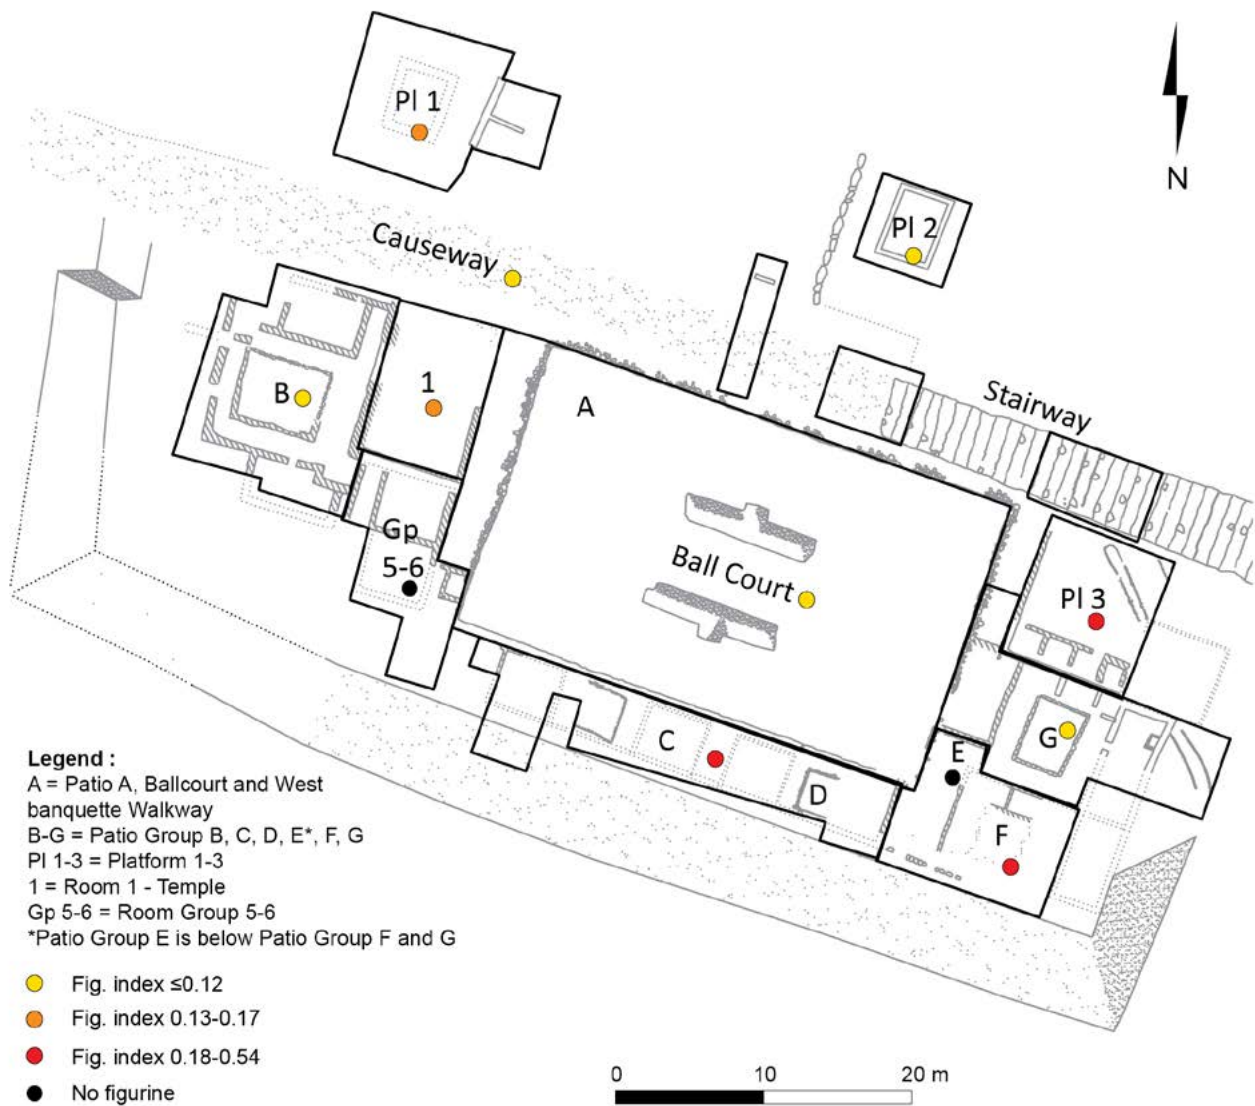 Pl 1
N
Pl 2
Causeway
Stairway
1
B
A
Gp
5-6
Ball Court
Pl 3
C
G
E
D
F
Legend :
A = Patio A, Ballcourt and West
banquette Walkway
B-G = Patio Group B, C, D, E*, F, G
Pl 1-3 = Platform 1-3
1 = Room 1 - Temple
Gp 5-6 = Room Group 5-6
*Patio Group E is below Patio Group F and G
Fig. index ≤0.12
Fig. index 0.13-0.17
Fig. index 0.18-0.54
No figurine
0 10 20 m